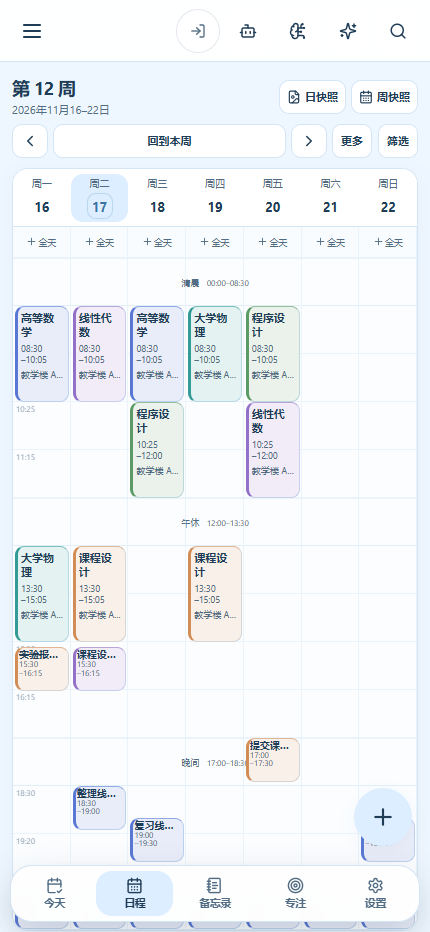 第 12 周
2026年11月16–22日
日快照
周快照
回到本周
更多
筛选
周一 周二 周三 周四 周五 周六 周日
16 17 18 19 20 21 22
+ 全天 + 全天 + 全天 + 全天 + 全天 + 全天 + 全天
清晨 00:00–08:30
高等数
学
08:30
–10:05
教学楼 A...
线性代
数
08:30
–10:05
教学楼 A...
高等数
学
08:30
–10:05
教学楼 A...
大学物
理
08:30
–10:05
教学楼 A...
程序设
计
08:30
–10:05
教学楼 A...
10:25
程序设
计
10:25
–12:00
教学楼 A...
线性代
数
10:25
–12:00
教学楼 A...
11:15
午休 12:00–13:30
大学物
理
13:30
–15:05
教学楼 A...
课程设
计
13:30
–15:05
教学楼 A...
课程设
计
13:30
–15:05
教学楼 A...
实验报...
15:30
–16:15
课程设...
15:30
–16:15
16:15
提交课...
17:00
–17:30
晚间 17:00–18:30
18:30
整理线...
18:30
–19:00
复习线...
19:00
–19:30
19:20
今天
日程
备忘录
专注
设置